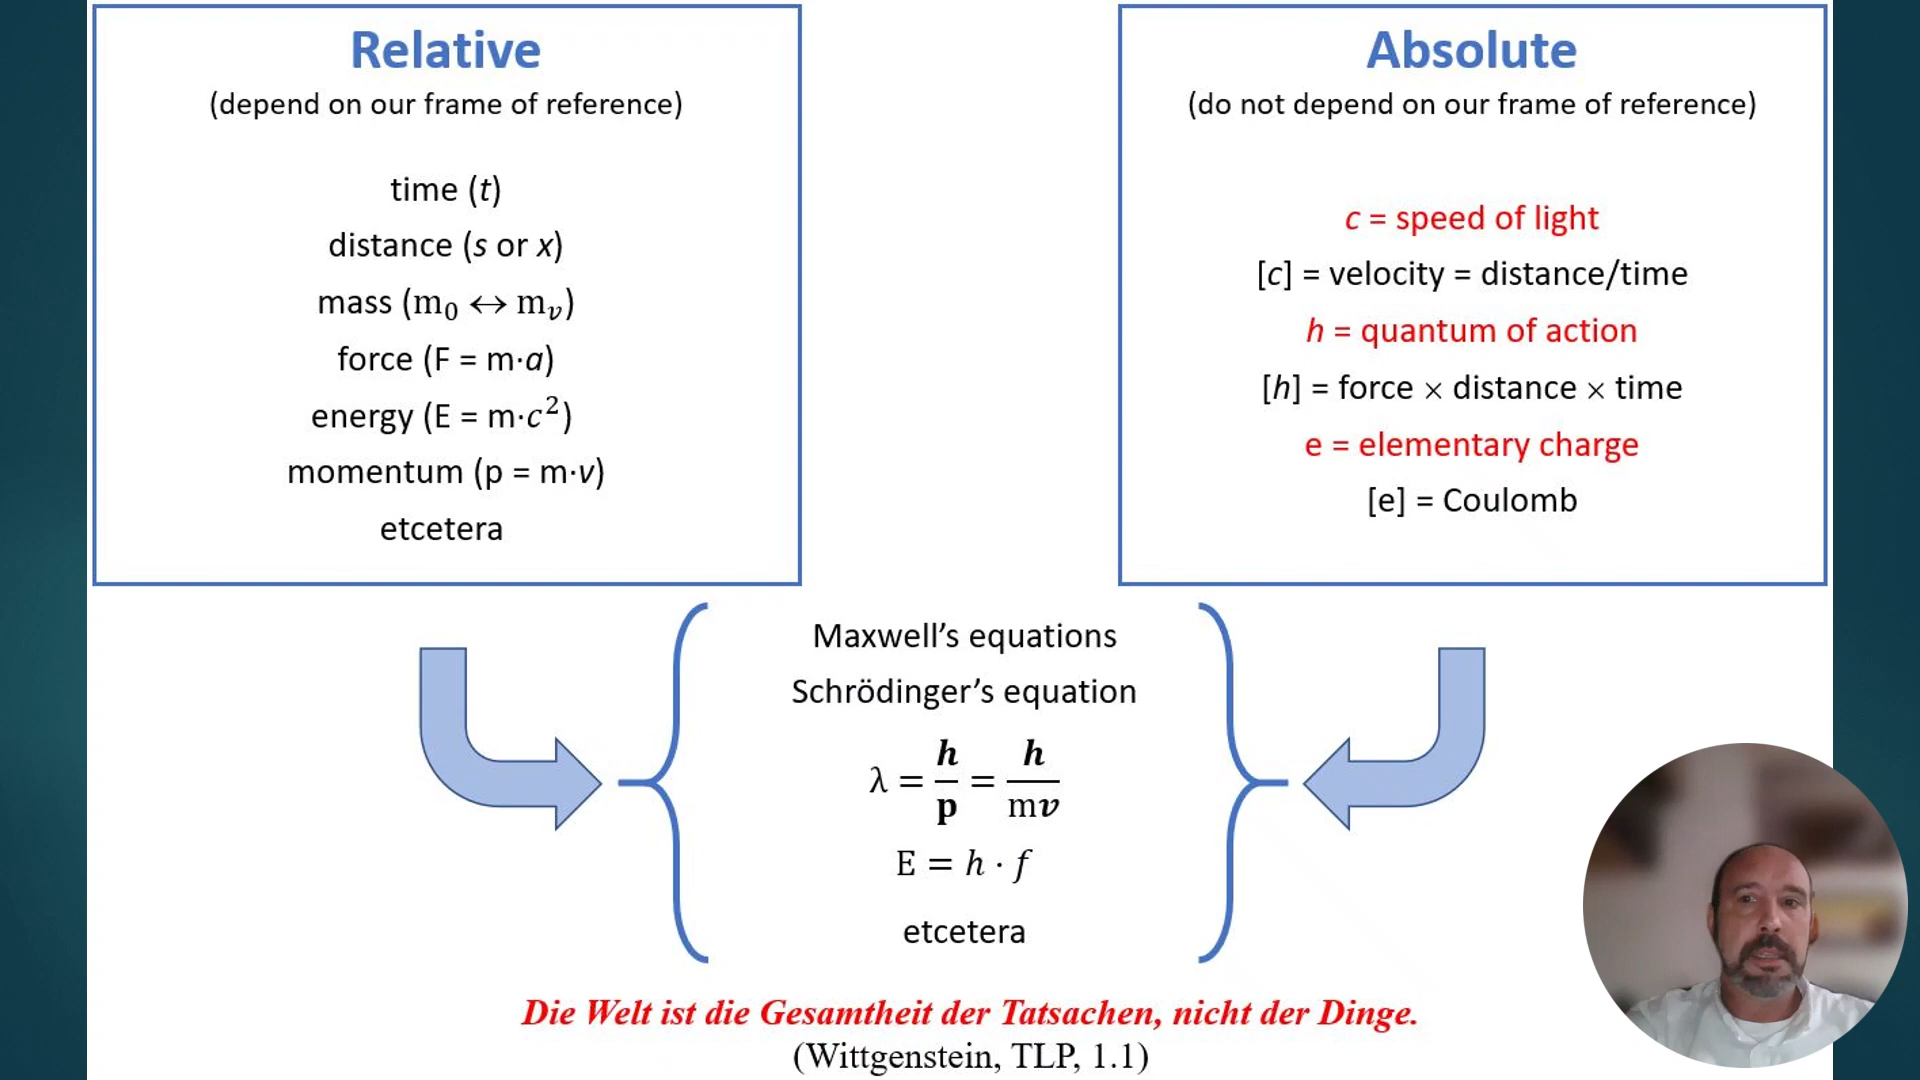 Relative
(depend on our frame of reference)
time (t)
distance (s or x)
mass (m₀ ↔ mᵥ)
force (F = m·a)
energy (E = m·c²)
momentum (p = m·v)
etcetera
Absolute
(do not depend on our frame of reference)
c = speed of light
[c] = velocity = distance/time
h = quantum of action
[h] = force × distance × time
e = elementary charge
[e] = Coulomb
Maxwell’s equations
Schrödinger’s equation
λ = h/p = h/mv
E = h · f
etcetera
Die Welt ist die Gesamtheit der Tatsachen, nicht der Dinge.
(Wittgenstein, TLP, 1.1)